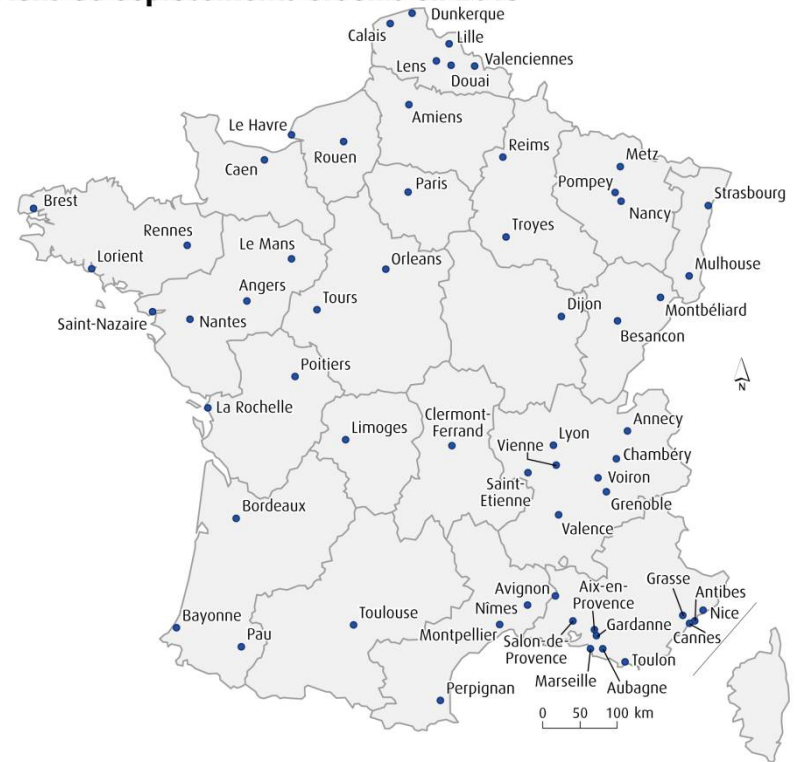 Dunkerque
Calais
Lille
Lens
Valenciennes
Douai
Amiens
Le Havre
Rouen
Caen
Reims
Metz
Pompey
Nancy
Strasbourg
Paris
Brest
Rennes
Lorient
Le Mans
Troyes
Orleans
Mulhouse
Angers
Tours
Dijon
Montbéliard
Saint-Nazaire
Nantes
Besancon
Poitiers
N
La Rochelle
Clermont-
Ferrand
Limoges
Annecy
Lyon
Vienne
Chambéry
Voiron
Saint-
Etienne
Grenoble
Bordeaux
Valence
Grasse
Antibes
Avignon
Aix-en-
Provence
Nîmes
Nice
Bayonne
Toulouse
Gardanne
Cannes
Pau
Montpellier
Salon-de-
Provence
Toulon
Marseille
Aubagne
Perpignan
0 50 100 km